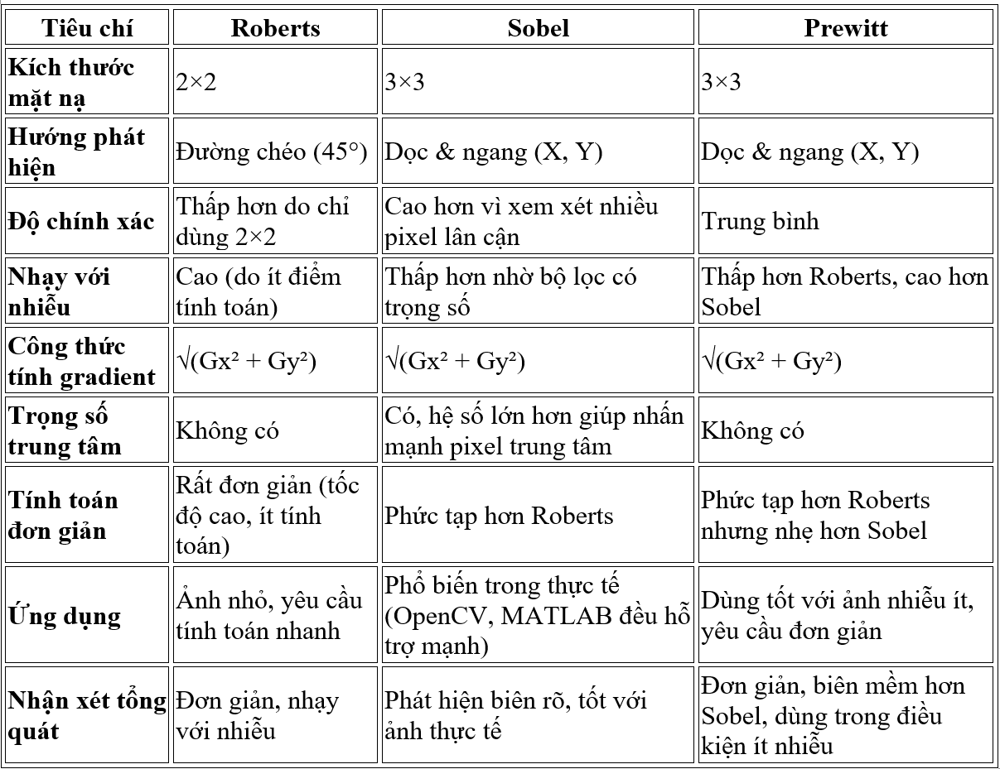 Tiêu chí
Roberts
Sobel
Prewitt
Kích thước
mặt nạ
2×2
3×3
3×3
Hướng phát
hiện
Đường chéo (45°)
Dọc & ngang (X, Y)
Dọc & ngang (X, Y)
Độ chính xác
Thấp hơn do chỉ
dùng 2×2
Cao hơn vì xem xét nhiều
pixel lân cận
Trung bình
Nhạy với
nhiễu
Cao (do ít điểm
tính toán)
Thấp hơn nhờ bộ lọc có
trọng số
Thấp hơn Roberts, cao hơn
Sobel
Công thức
tính gradient
√(Gx² + Gy²)
√(Gx² + Gy²)
√(Gx² + Gy²)
Trọng số
trung tâm
Không có
Có, hệ số lớn hơn giúp nhấn
mạnh pixel trung tâm
Không có
Tính toán
đơn giản
Rất đơn giản (tốc
độ cao, ít tính
toán)
Phức tạp hơn Roberts
Phức tạp hơn Roberts
nhưng nhẹ hơn Sobel
Ứng dụng
Ảnh nhỏ, yêu cầu
tính toán nhanh
Phổ biến trong thực tế
(OpenCV, MATLAB đều hỗ
trợ mạnh)
Dùng tốt với ảnh nhiễu ít,
yêu cầu đơn giản
Nhận xét tổng
quát
Đơn giản, nhạy
với nhiễu
Phát hiện biên rõ, tốt với
ảnh thực tế
Đơn giản, biên mềm hơn
Sobel, dùng trong điều
kiện ít nhiễu